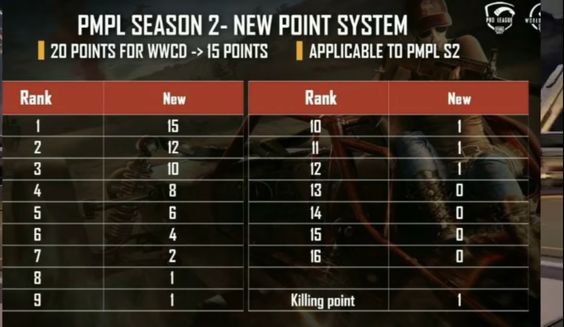 PMPL SEASON 2- NEW POINT SYSTEM
20 POINTS FOR WWCD -> 15 POINTS
APPLICABLE TO PMPL S2
PRO LEAGUE
Rank New Rank New
1 15 10 1
2 12 11 1
3 10 12 1
4 8 13 0
5 6 14 0
6 4 15 0
7 2 16 0
8 1
9 1 Killing point 1